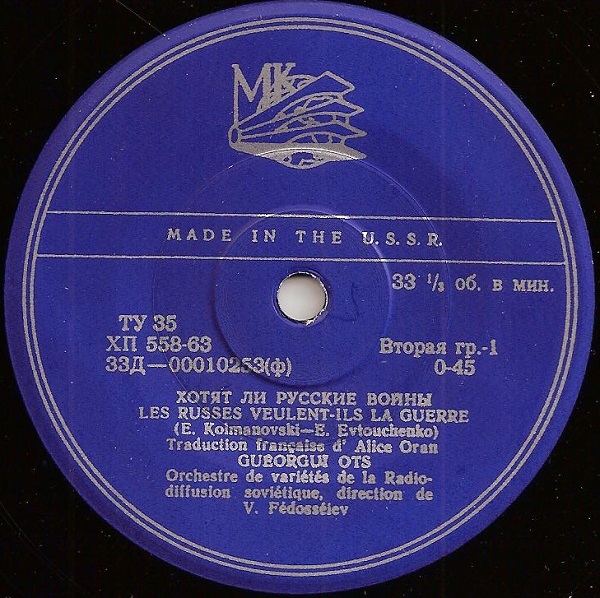 МК
MADE IN THE U.S.S.R.
33 ⅓ об. в мин.
ТУ 35
ХП 558-63
Вторая гр.-1
33Д—00010253(ф)
0-45
ХОТЯТ ЛИ РУССКИЕ ВОЙНЫ
LES RUSSES VEULENT-ILS LA GUERRE
(E. Kolmanovski—E. Evtouchenko)
Traduction française d' Alice Oran
GUEORGUI OTS
Orchestre de variétés de la Radio-
diffusion soviétique, direction de
V. Fédosséiev